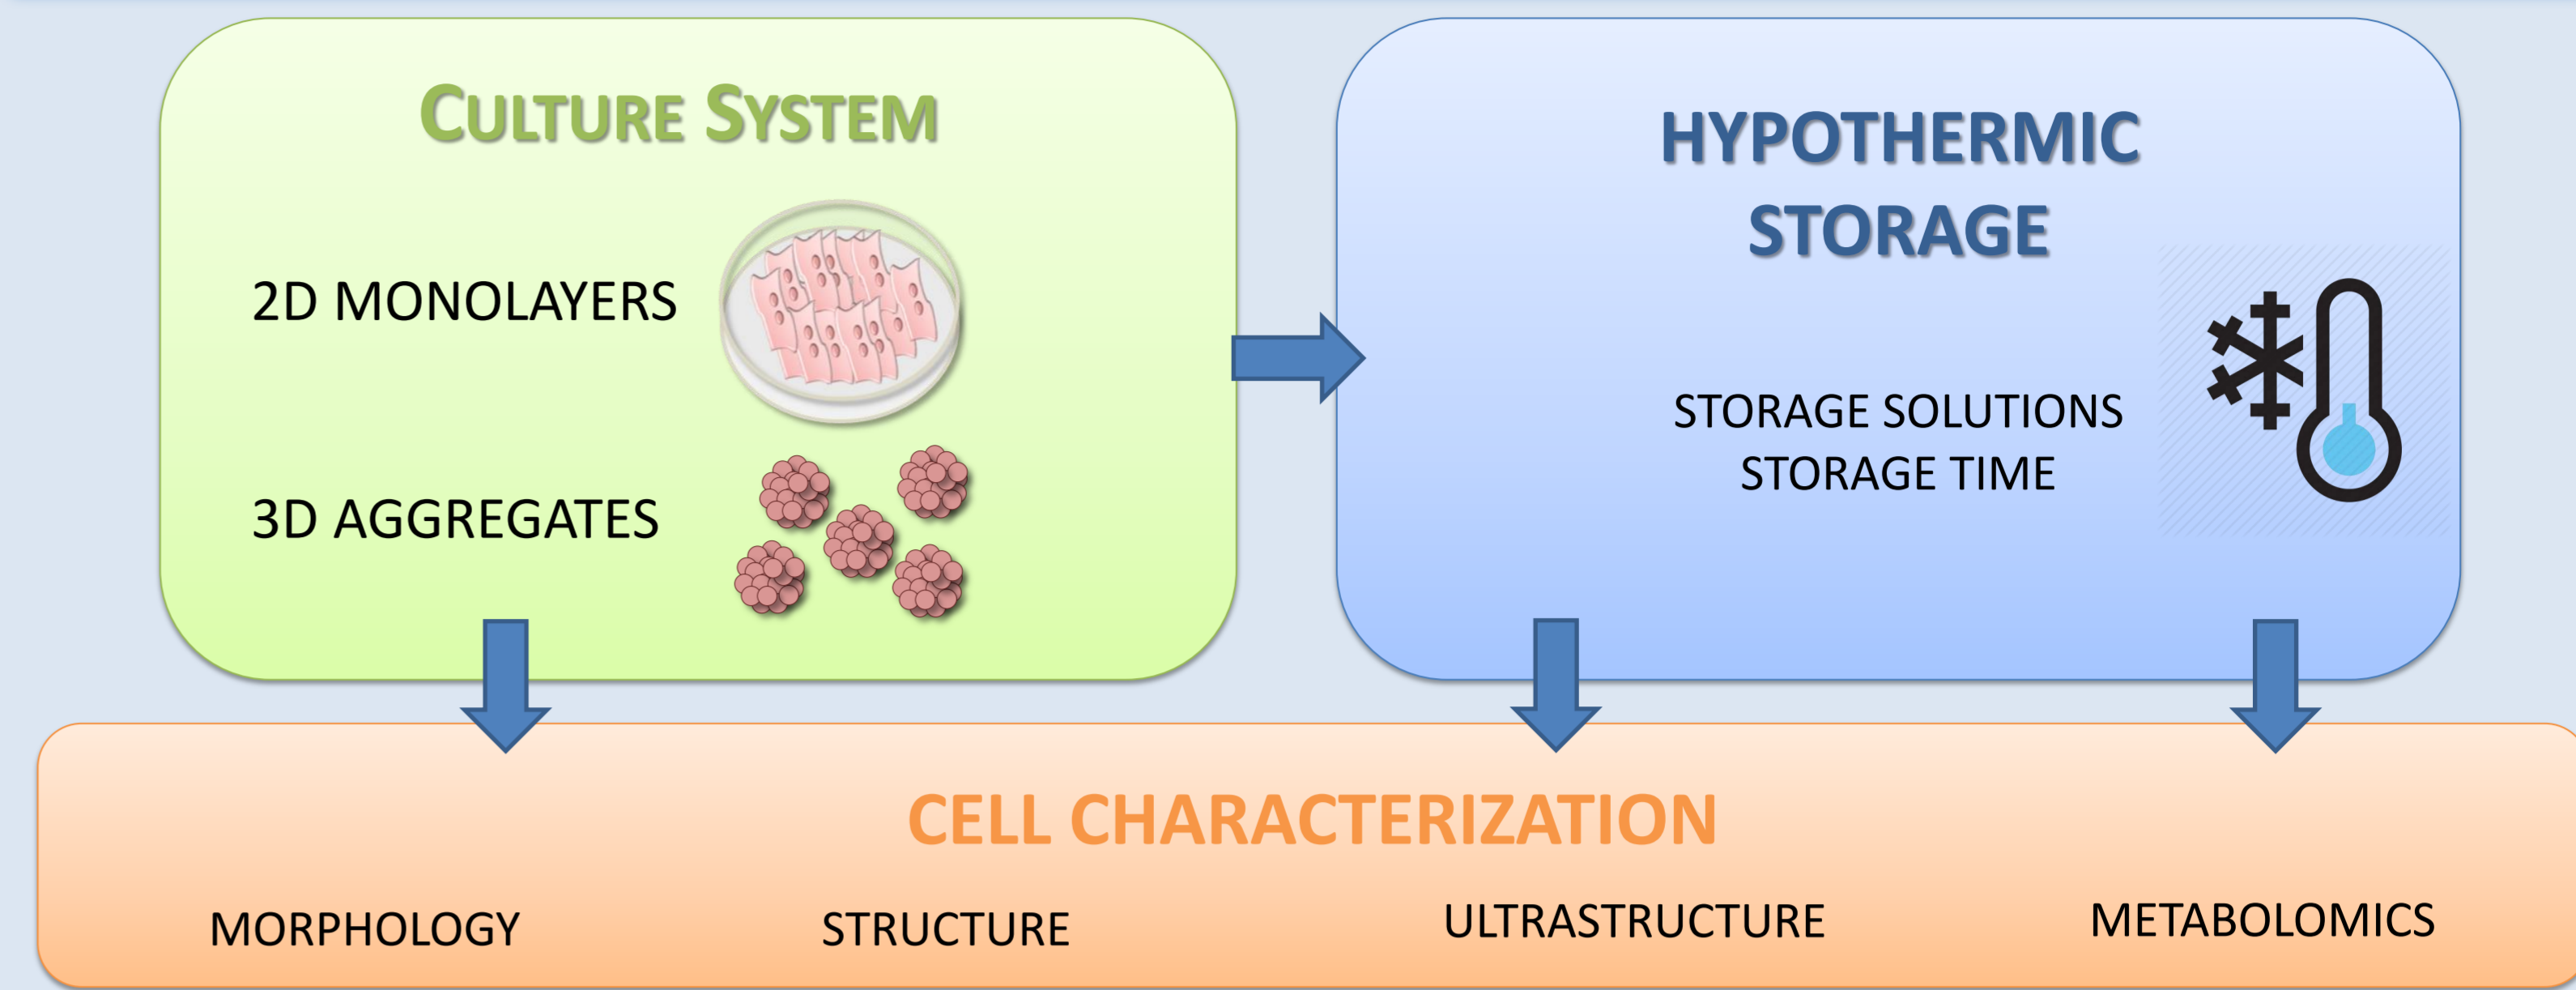 CULTURE SYSTEM
2D MONOLAYERS
3D AGGREGATES
HYPOTHERMIC
STORAGE
STORAGE SOLUTIONS
STORAGE TIME
CELL CHARACTERIZATION
MORPHOLOGY
STRUCTURE
ULTRASTRUCTURE
METABOLOMICS